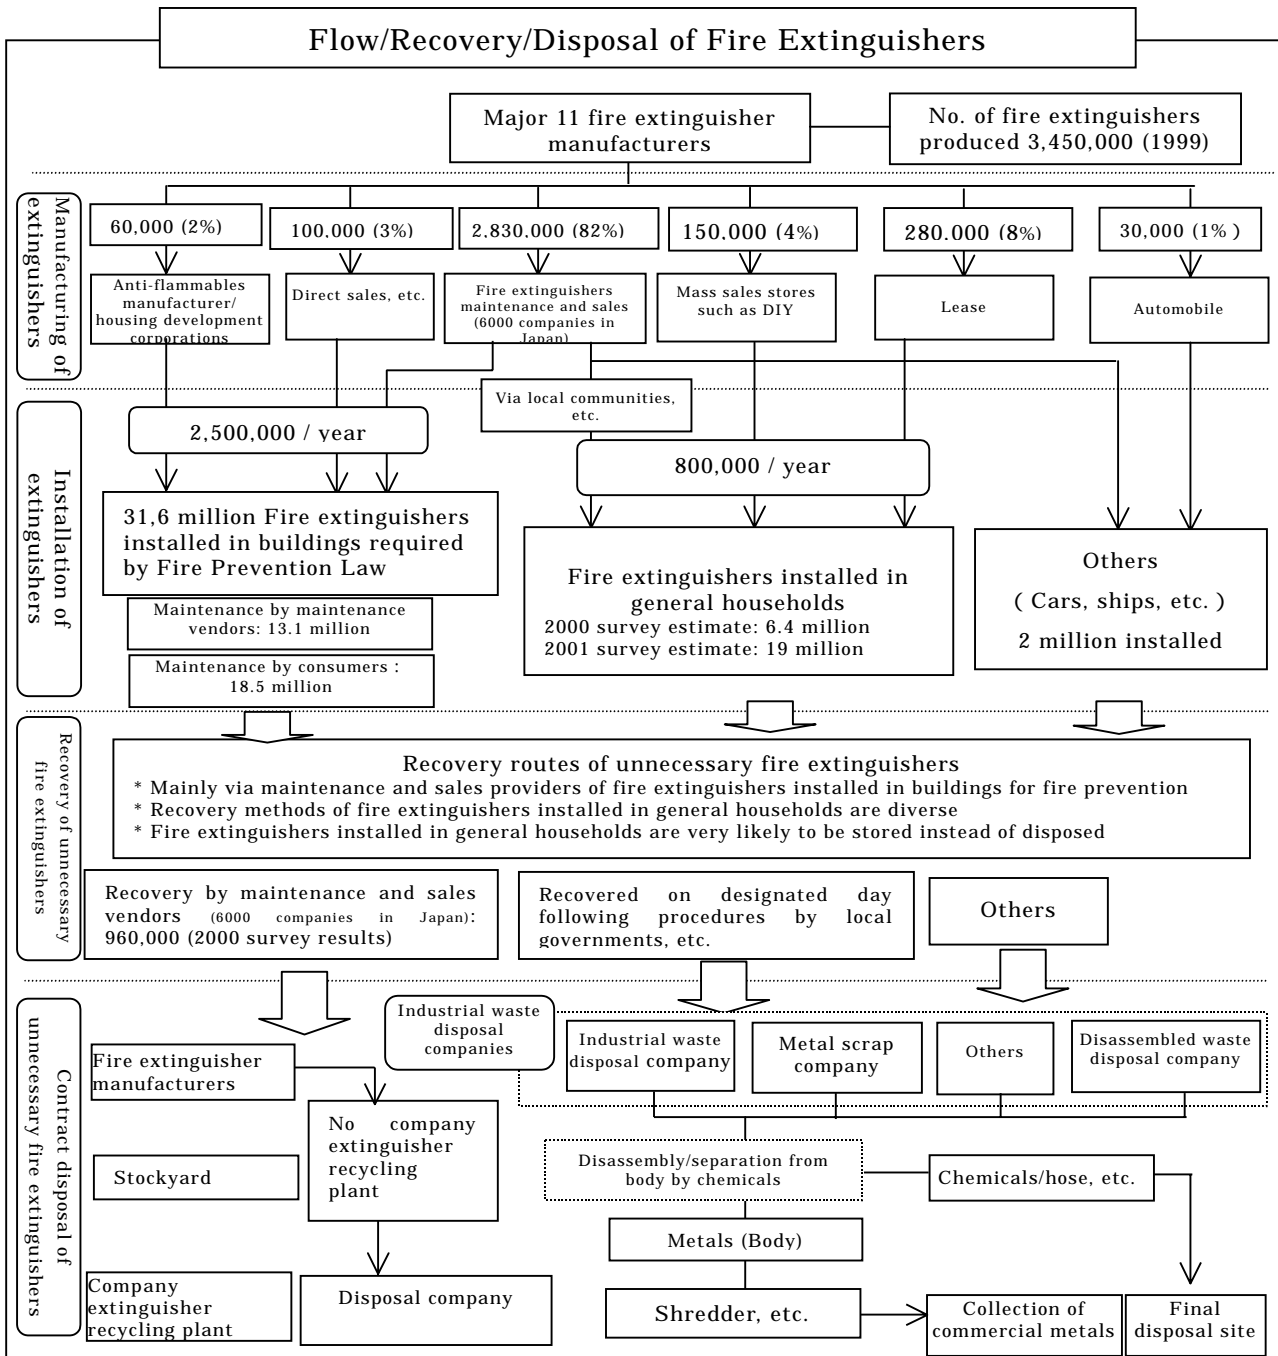 Flow/Recovery/Disposal of Fire Extinguishers
Major 11 fire extinguisher
manufacturers
No. of fire extinguishers
produced 3,450,000 (1999)
Manufacturing of
extinguishers
60,000 (2%)
100,000 (3%)
2,830,000 (82%)
150,000 (4%)
280.000 (8%)
30,000 (1% )
Anti-flammables
manufacturer/
housing development
corporations
Direct sales, etc.
Fire extinguishers
maintenance and sales
(6000 companies in
Japan)
Mass sales stores
such as DIY
Lease
Automobile
Installation of
extinguishers
Via local communities,
etc.
2,500,000 / year
800,000 / year
31,6 million Fire extinguishers
installed in buildings required
by Fire Prevention Law
Maintenance by maintenance
vendors: 13.1 million
Maintenance by consumers :
18.5 million
Fire extinguishers installed in
general households
2000 survey estimate: 6.4 million
2001 survey estimate: 19 million
Others
( Cars, ships, etc. )
2 million installed
Recovery of unnecessary
fire extinguishers
Recovery routes of unnecessary fire extinguishers
* Mainly via maintenance and sales providers of fire extinguishers installed in buildings for fire prevention
* Recovery methods of fire extinguishers installed in general households are diverse
* Fire extinguishers installed in general households are very likely to be stored instead of disposed
Recovery by maintenance and sales
vendors (6000 companies in Japan):
960,000 (2000 survey results)
Recovered on designated day
following procedures by local
governments, etc.
Others
Contract disposal of
unnecessary fire extinguishers
Industrial waste
disposal
companies
Industrial waste
disposal company
Metal scrap
company
Others
Disassembled waste
disposal company
Fire extinguisher
manufacturers
No company
extinguisher
recycling
plant
Stockyard
Disassembly/separation from
body by chemicals
Chemicals/hose, etc.
Metals (Body)
Company
extinguisher
recycling plant
Disposal company
Shredder, etc.
Collection of
commercial metals
Final
disposal site